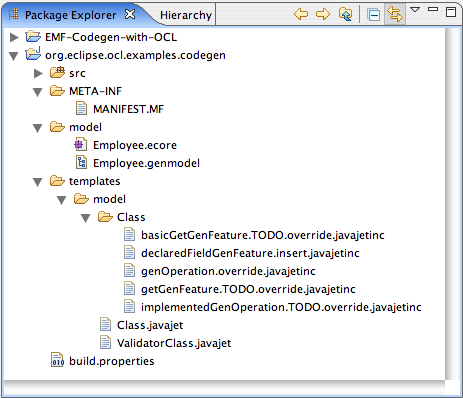 Package Explorer Hierarchy
EMF-Codegen-with-OCL
org.eclipse.ocl.examples.codegen
src
META-INF
MANIFEST.MF
model
Employee.ecore
Employee.genmodel
templates
model
Class
basicGetGenFeature.TODO.override.javajetinc
declaredFieldGenFeature.insert.javajetinc
genOperation.override.javajetinc
getGenFeature.TODO.override.javajetinc
implementedGenOperation.TODO.override.javajetinc
Class.javajet
ValidatorClass.javajet
build.properties